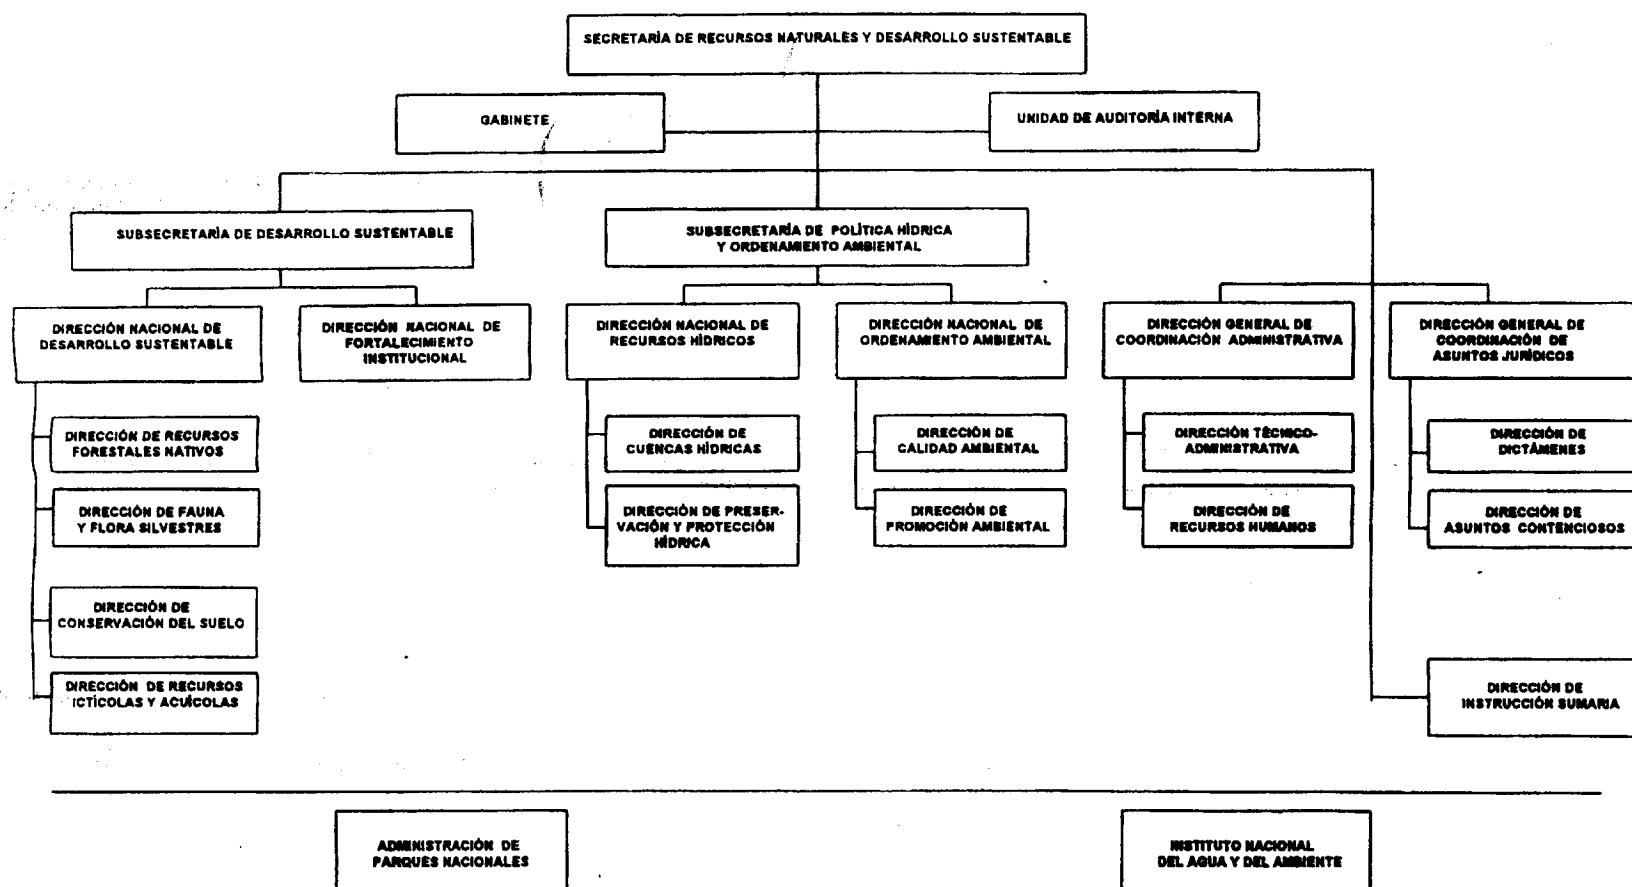 SECRETARÍA DE RECURSOS NATURALES Y DESARROLLO SUSTENTABLE
GABINETE
UNIDAD DE AUDITORÍA INTERNA
SUBSECRETARÍA DE DESARROLLO SUSTENTABLE
SUBSECRETARÍA DE POLÍTICA HÍDRICA
Y ORDENAMIENTO AMBIENTAL
DIRECCIÓN NACIONAL DE
DESARROLLO SUSTENTABLE
DIRECCIÓN NACIONAL DE
FORTALECIMIENTO
INSTITUCIONAL
DIRECCIÓN NACIONAL DE
RECURSOS HÍDRICOS
DIRECCIÓN NACIONAL DE
ORDENAMIENTO AMBIENTAL
DIRECCIÓN GENERAL DE
COORDINACIÓN ADMINISTRATIVA
DIRECCIÓN GENERAL DE
COORDINACIÓN DE
ASUNTOS JURÍDICOS
DIRECCIÓN DE RECURSOS
FORESTALES NATIVOS
DIRECCIÓN DE FAUNA
Y FLORA SILVESTRES
DIRECCIÓN DE
CONSERVACIÓN DEL SUELO
DIRECCIÓN DE RECURSOS
ICTÍCOLAS Y ACUÍCOLAS
DIRECCIÓN DE
CUENCAS HÍDRICAS
DIRECCIÓN DE PRESER-
VACIÓN Y PROTECCIÓN
HÍDRICA
DIRECCIÓN DE
CALIDAD AMBIENTAL
DIRECCIÓN DE
PROMOCIÓN AMBIENTAL
DIRECCIÓN TÉCNICO-
ADMINISTRATIVA
DIRECCIÓN DE
RECURSOS HUMANOS
DIRECCIÓN DE
DICTÁMENES
DIRECCIÓN DE
ASUNTOS CONTENCIOSOS
DIRECCIÓN DE
INSTRUCCIÓN SUMARIA
ADMINISTRACIÓN DE
PARQUES NACIONALES
INSTITUTO NACIONAL
DEL AGUA Y DEL AMBIENTE